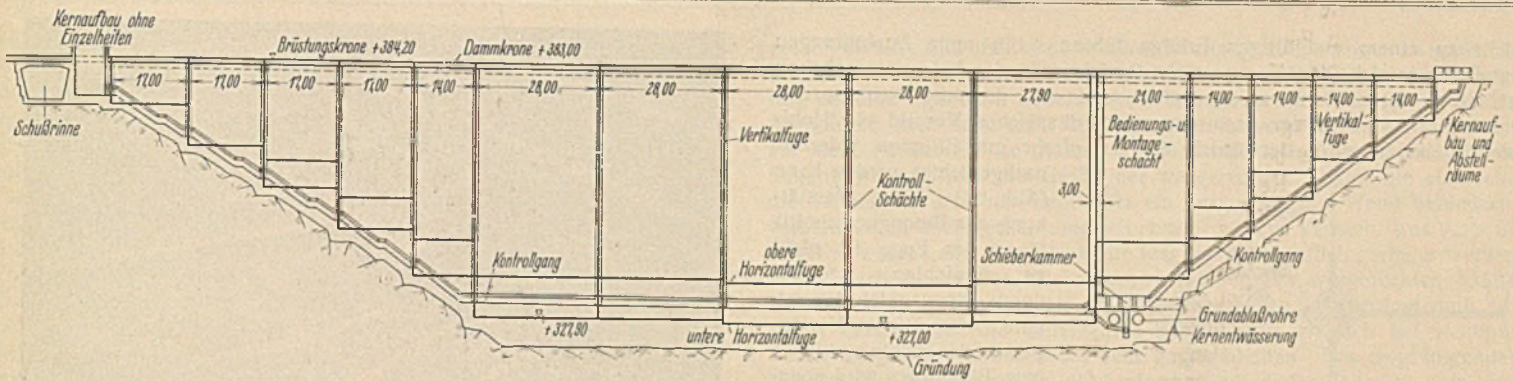 Kernaufbau ohne
Einzelheiten
Brüstungskrone +384,20
Dammkrone +383,00
17,00
17,00
17,00
17,00
14,00
28,00
28,00
28,00
28,00
27,90
21,00
14,00
14,00
14,00
14,00
Schußrinne
Vertikalfuge
Kontroll-
Schächte
Bedienungs- u.
Montage-
schacht
Vertikal-
fuge
Kernauf-
bau und
Abstell-
räume
3,00
Kontrollgang
obere
Horizontalfuge
Schieberkammer
Kontrollgang
+327,90
untere Horizontalfuge
+327,00
Grundablaßrohre
Kernentwässerung
Gründung